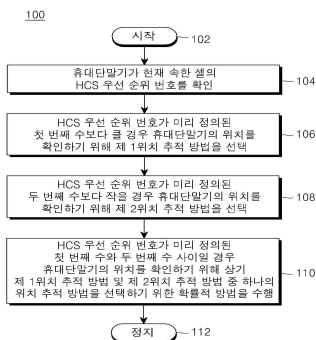 100
시작
102
휴대단말기가 현재 속한 셀의
HCS 우선 순위 번호를 확인
104
HCS 우선 순위 번호가 미리 정의된
첫 번째 수보다 클 경우 휴대단말기의 위치를
확인하기 위해 제 1위치 추적 방법을 선택
106
HCS 우선 순위 번호가 미리 정의된
두 번째 수보다 작을 경우 휴대단말기의 위치를
확인하기 위해 제 2위치 추적 방법을 선택
108
HCS 우선 순위 번호가 미리 정의된
첫 번째 수와 두 번째 수 사이일 경우
휴대단말기의 위치를 확인하기 위해 상기
제 1위치 추적 방법 및 제 2위치 추적 방법 중 하나의
위치 추적 방법을 선택하기 위한 확률적 방법을 수행
110
정지
112